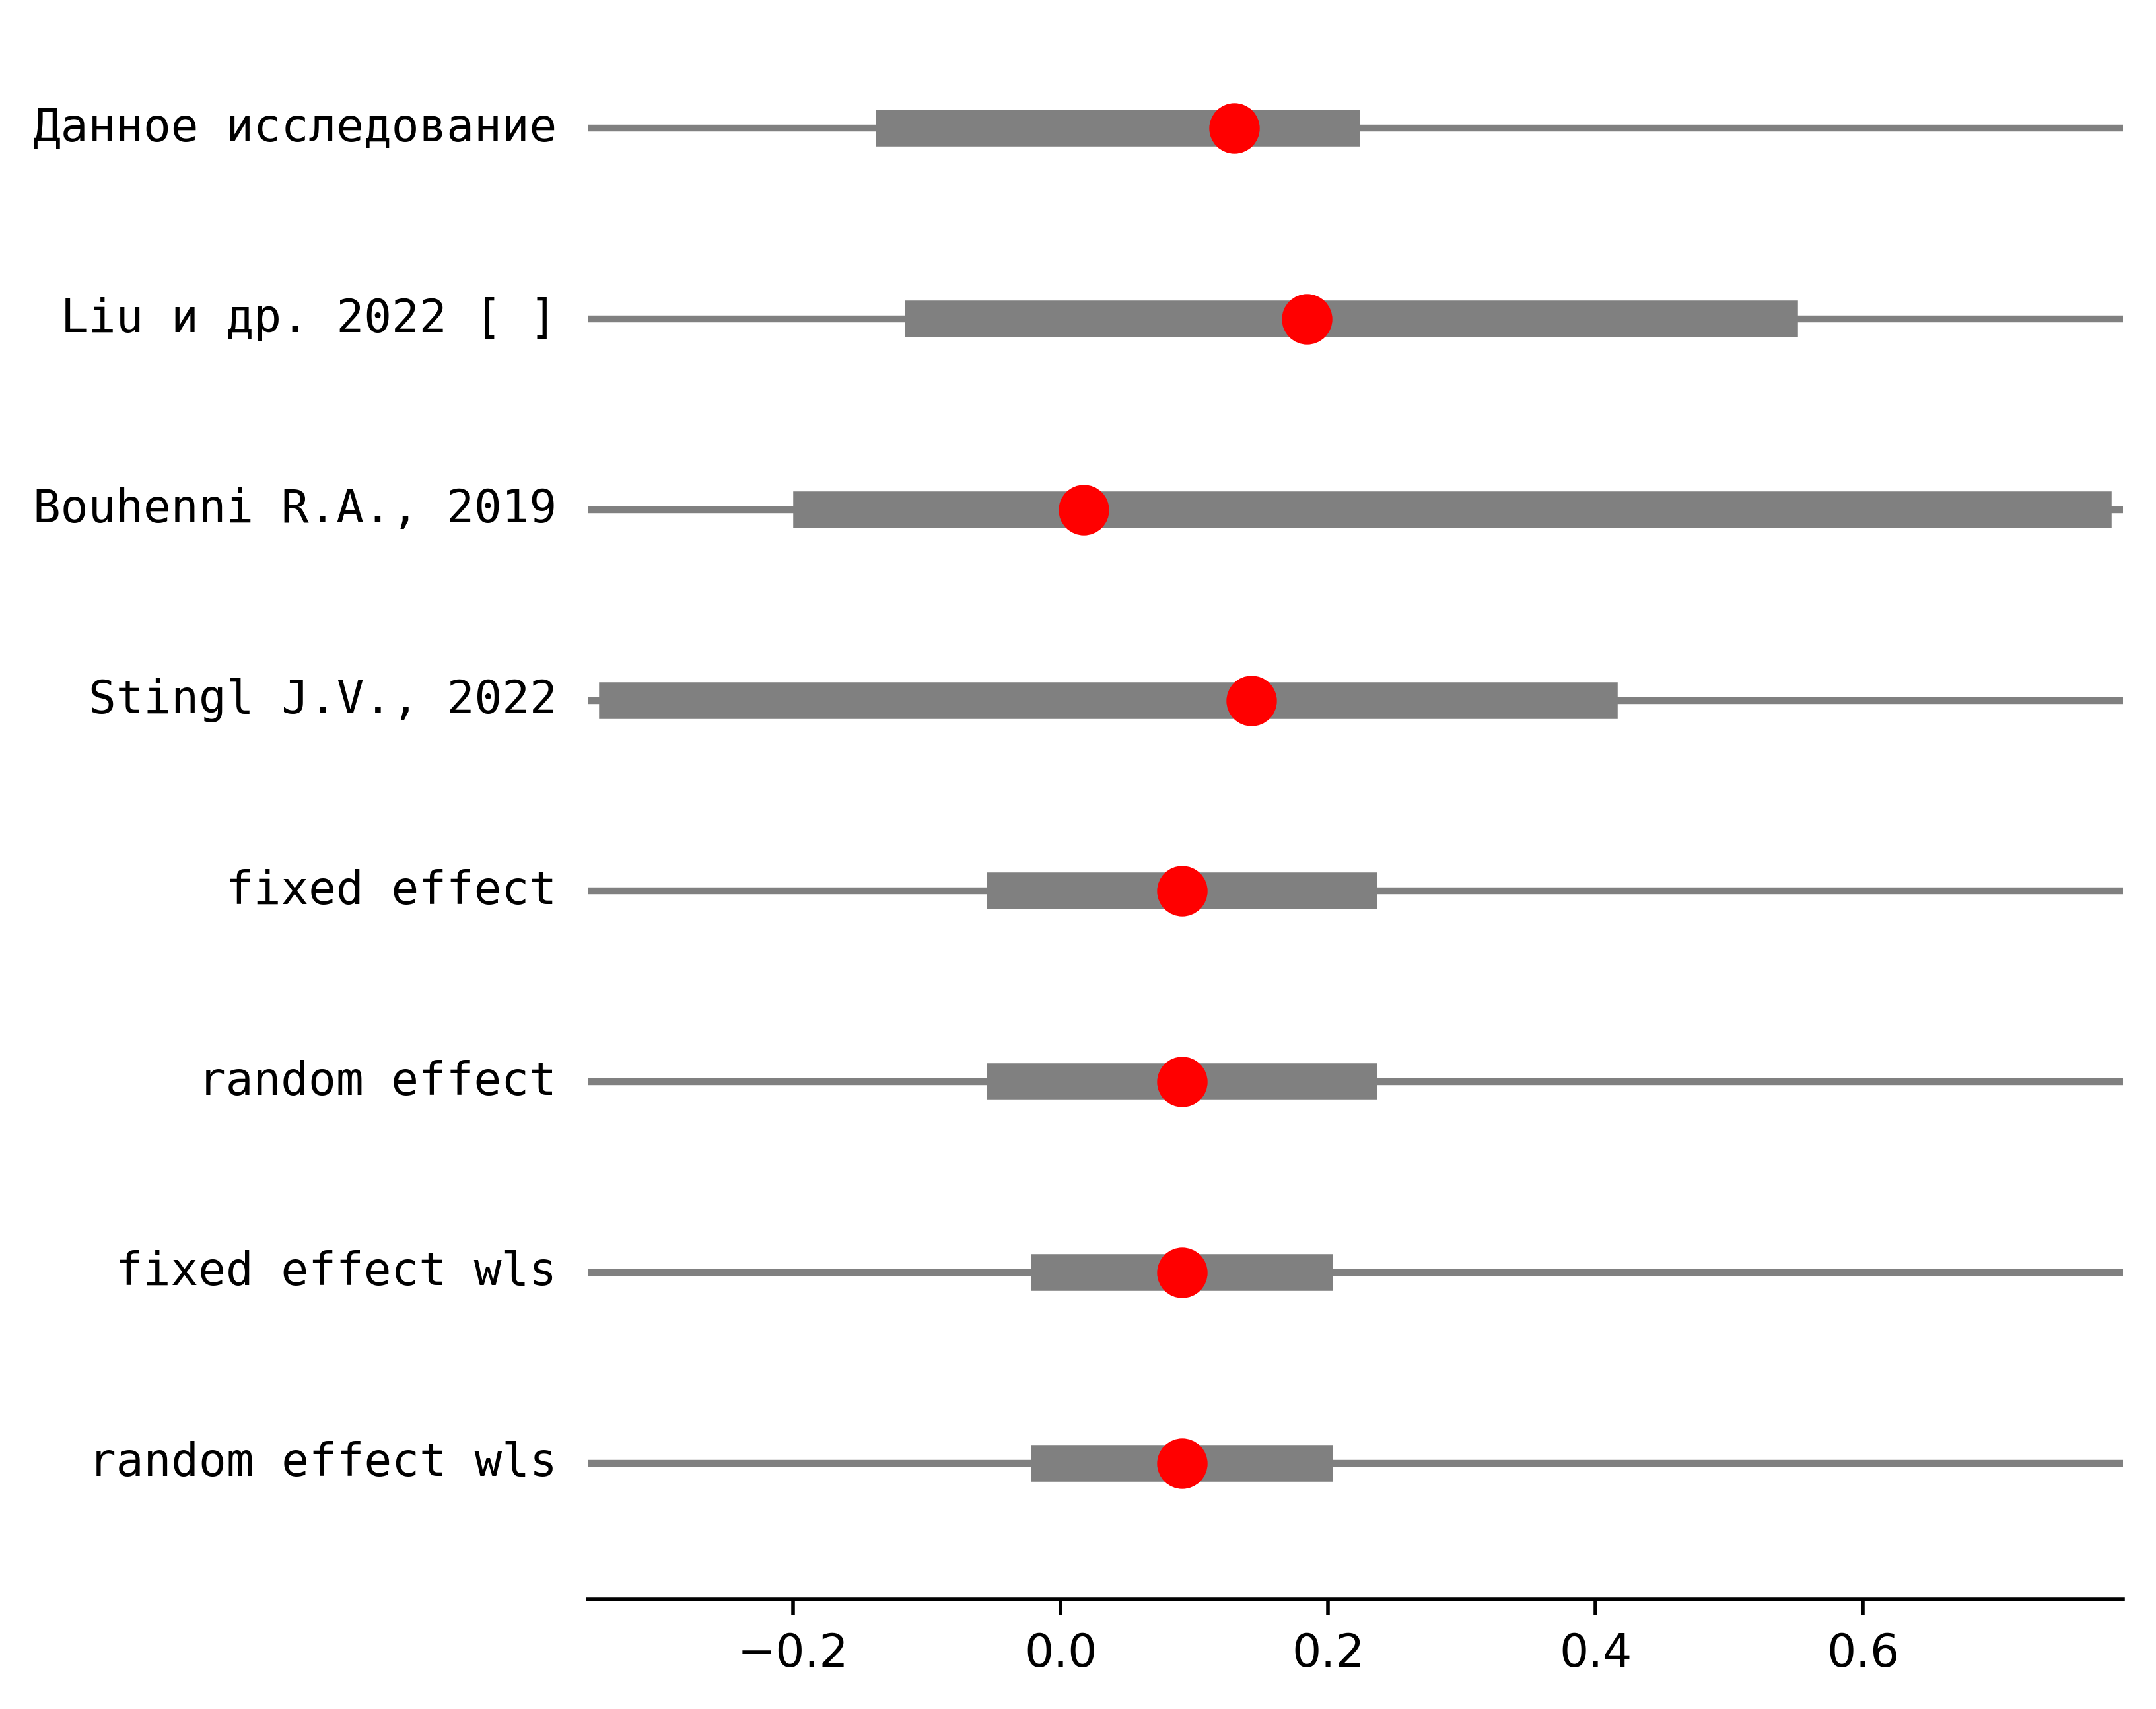 Данное исследование
Liu и др. 2022 [ ]
Bouhenni R.A., 2019
Stingl J.V., 2022
fixed effect
random effect
fixed effect wls
random effect wls
−0.2 0.0 0.2 0.4 0.6